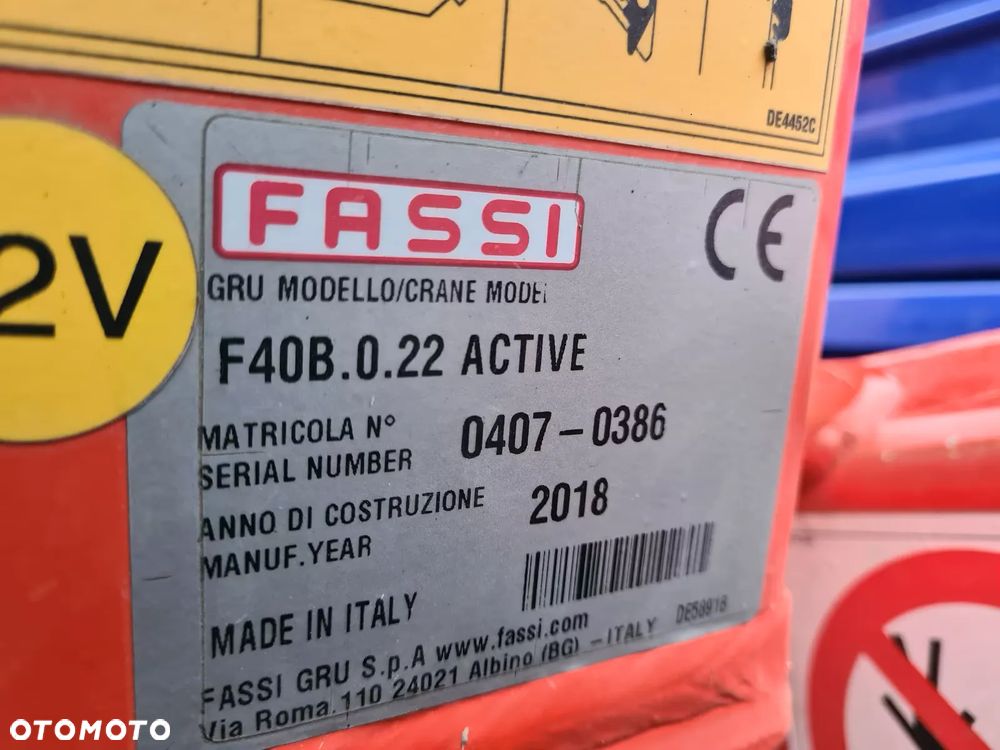 DE4452C
2V
FASSI
CE
GRU MODELLO/CRANE MODEL
F40B.0.22 ACTIVE
MATRICOLA N° 0407-0386
SERIAL NUMBER
ANNO DI COSTRUZIONE 2018
MANUF.YEAR
MADE IN ITALY
FASSI GRU S.p.A www.fassi.com
Via Roma.110 24021 Albino (BG) - ITALY
OTOMOTO